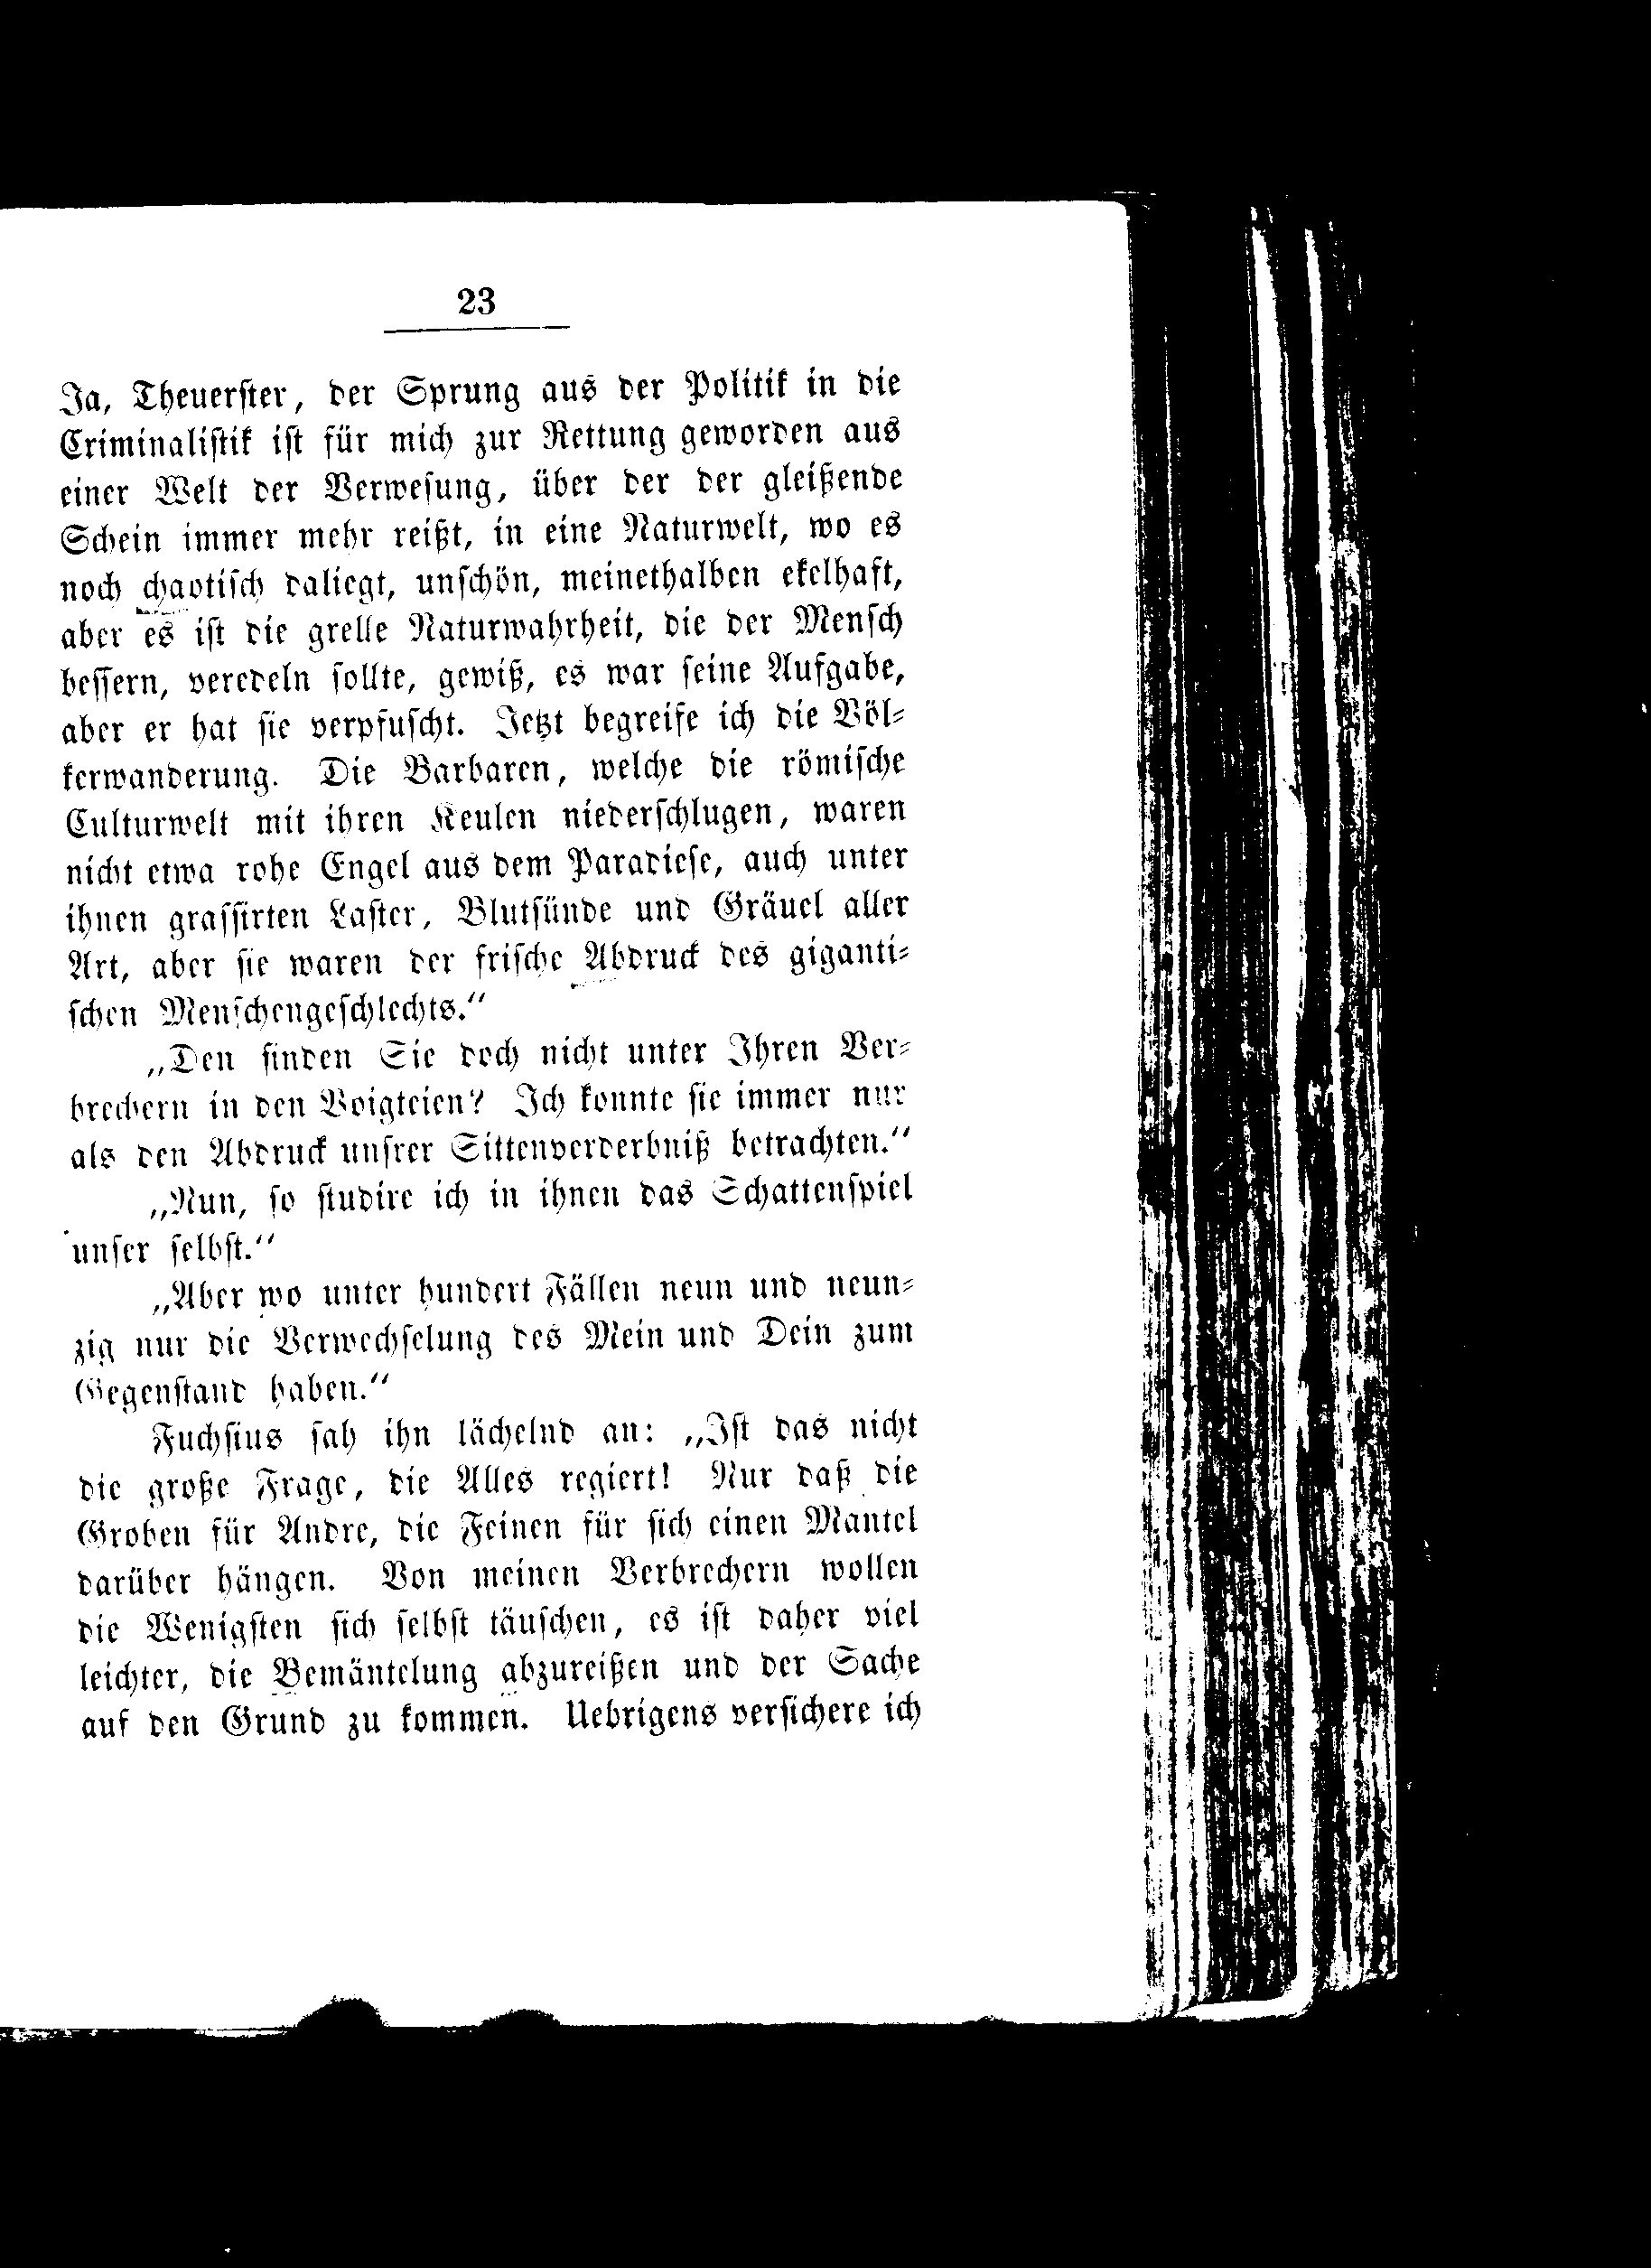 23
Ja, Theuerſter, der Sprung aus der Politik in die
Criminaliſtik iſt für mich zur Rettung geworden aus
einer Welt der Verweſung, über der der gleißende
Schein immer mehr reißt, in eine Naturwelt, wo es
noch chaotiſch daliegt, unſchön, meinethalben ekelhaft,
aber es iſt die grelle Naturwahrheit, die der Menſch
beſſern, veredeln ſollte, gewiß, es war ſeine Aufgabe,
aber er hat ſie verpfuſcht. Jetzt begreife ich die Völ-
kerwanderung. Die Barbaren, welche die römiſche
Culturwelt mit ihren Keulen niederſchlugen, waren
nicht etwa rohe Engel aus dem Paradieſe, auch unter
ihnen graſſirten Laſter, Blutſünde und Gräuel aller
Art, aber ſie waren der friſche Abdruck des giganti-
ſchen Menſchengeſchlechts.“
„Den finden Sie doch nicht unter Ihren Ver-
brechern in den Voigteien? Ich konnte ſie immer nur
als den Abdruck unſrer Sittenverderbniß betrachten.“
„Nun, ſo ſtudire ich in ihnen das Schattenſpiel
unſer ſelbſt.“
„Aber wo unter hundert Fällen neun und neun-
zig nur die Verwechſelung des Mein und Dein zum
Gegenſtand haben.“
Fuchſius ſah ihn lächelnd an: „Iſt das nicht
die große Frage, die Alles regiert! Nur daß die
Groben für Andre, die Feinen für ſich einen Mantel
darüber hängen. Von meinen Verbrechern wollen
die Wenigſten ſich ſelbſt täuſchen, es iſt daher viel
leichter, die Bemäntelung abzureißen und der Sache
auf den Grund zu kommen. Uebrigens verſichere ich